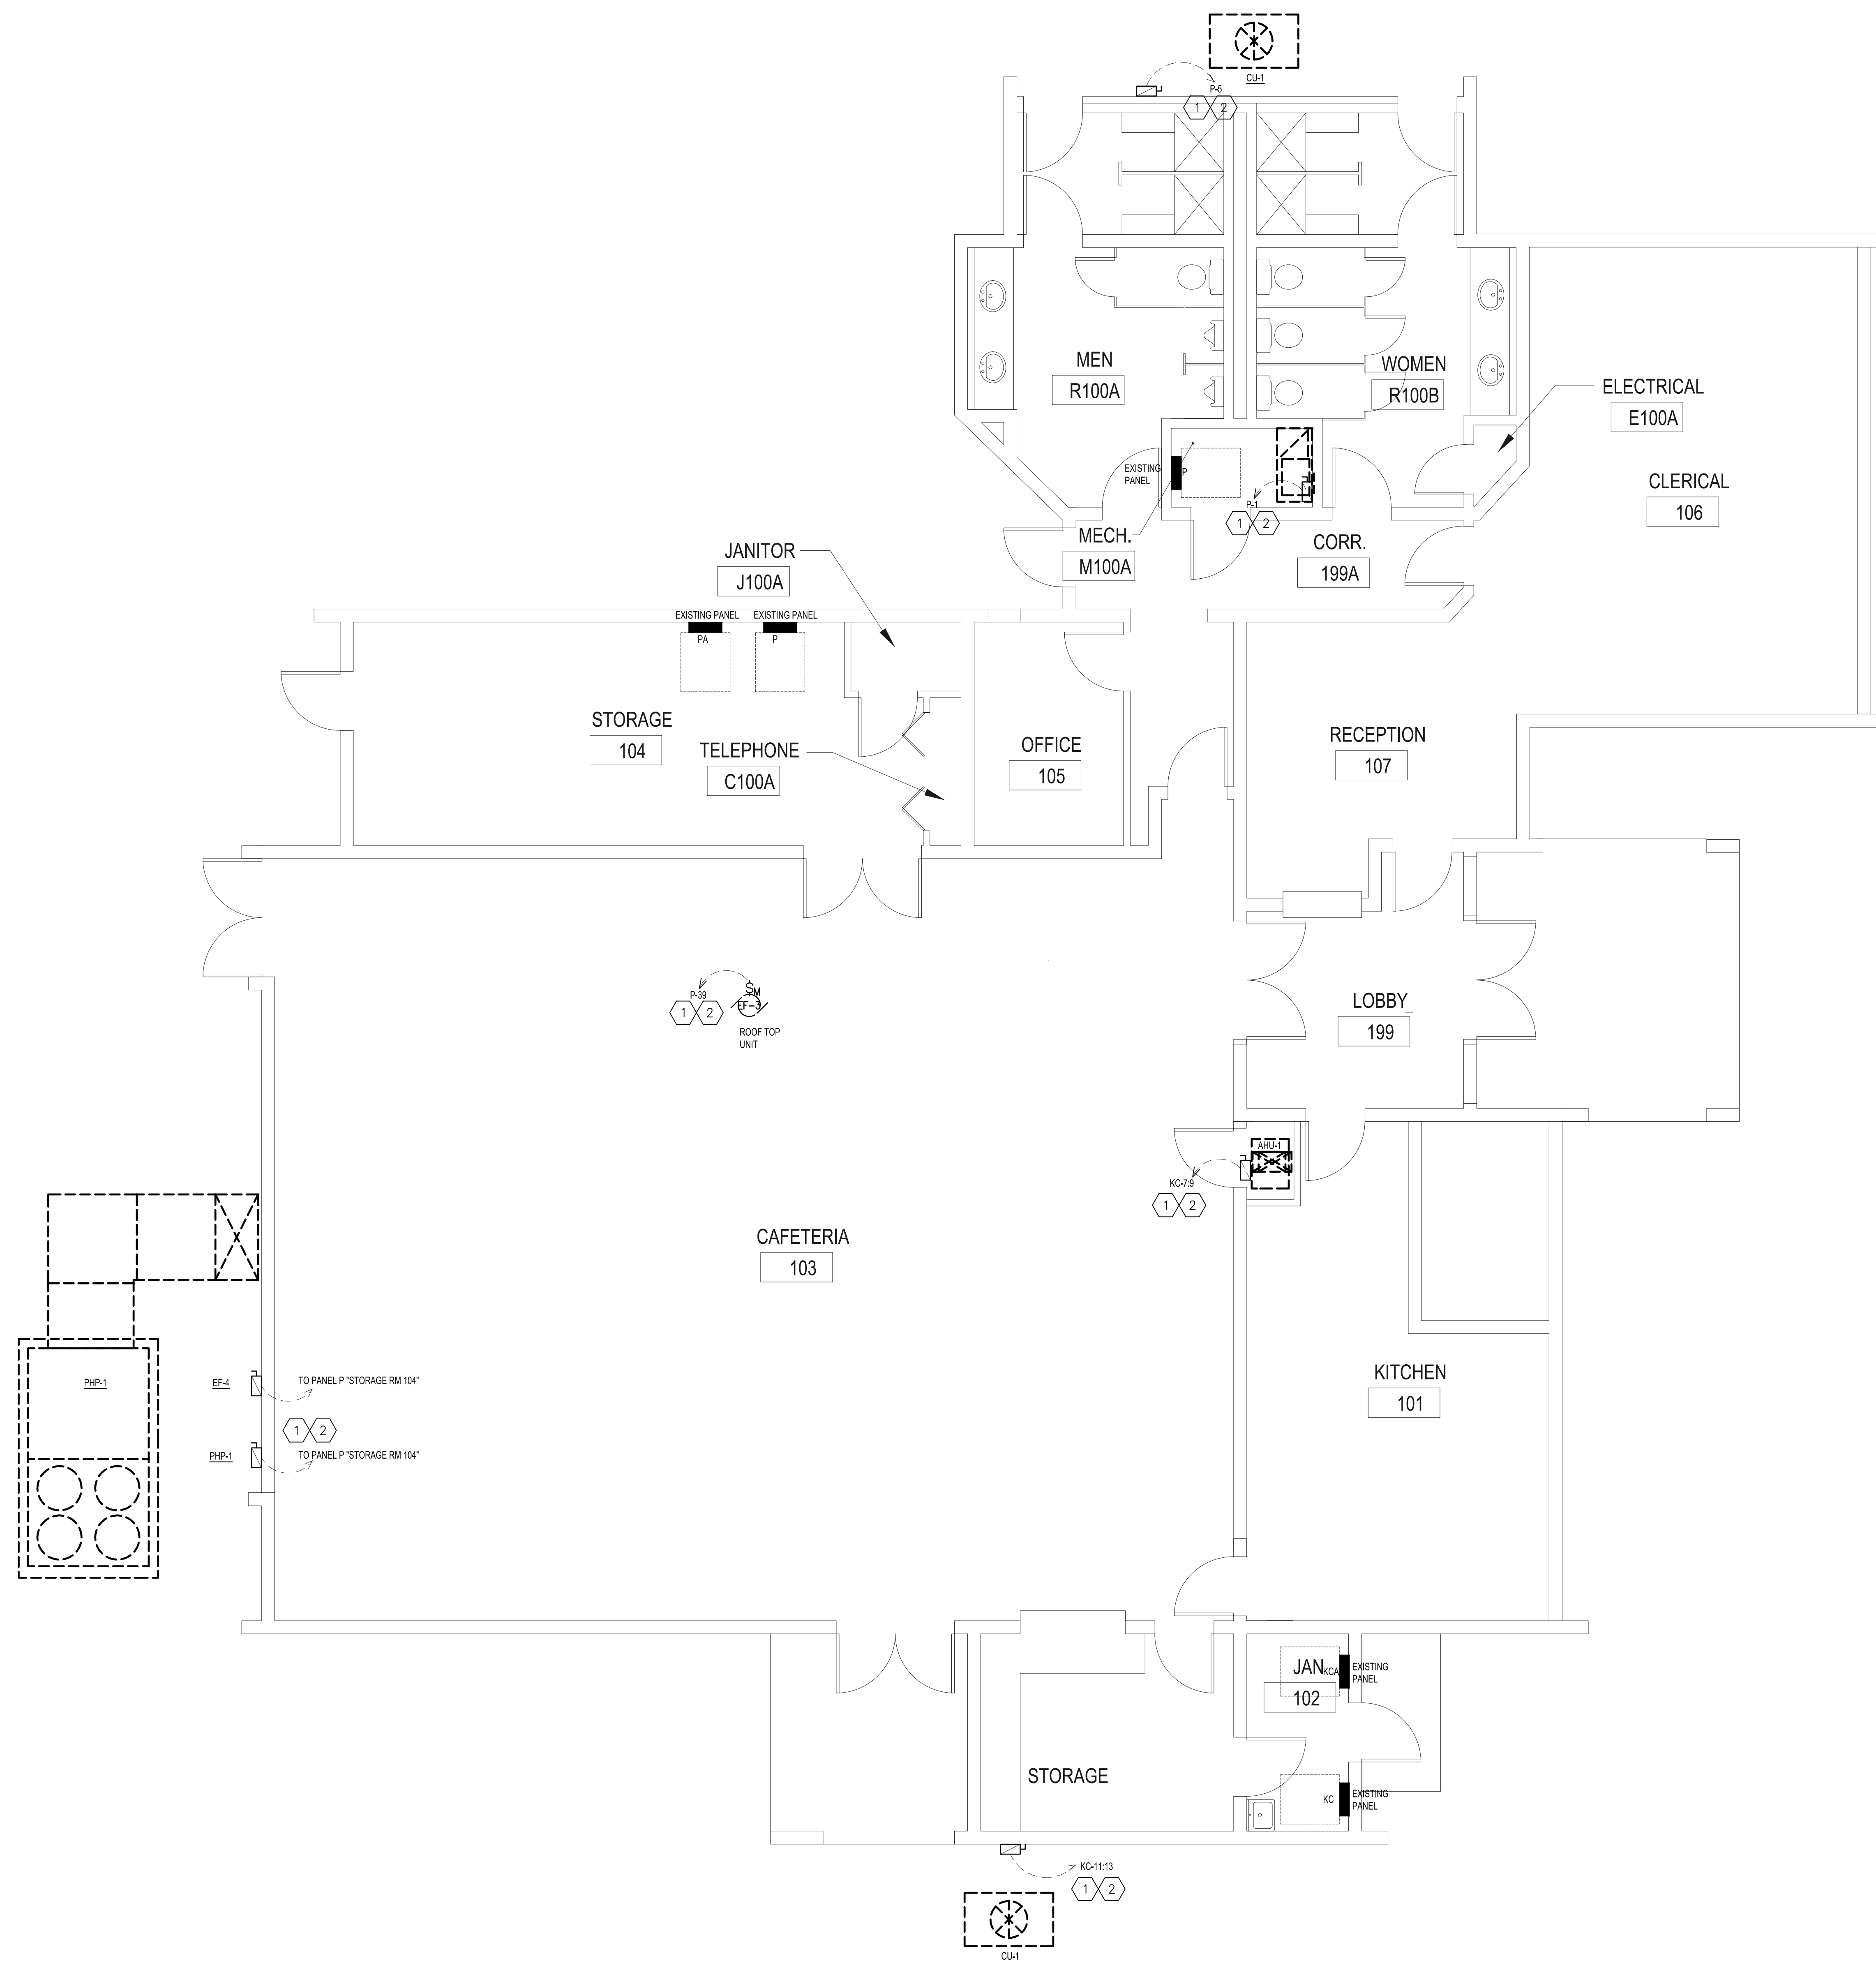 CU-1
P-5
1 2
MEN
R100A
WOMEN
R100B
ELECTRICAL
E100A
EXISTING
PANEL
P
CLERICAL
106
P-1
1 2
MECH.
M100A
CORR.
199A
JANITOR
J100A
EXISTING PANEL
EXISTING PANEL
PA
P
STORAGE
104
TELEPHONE
C100A
OFFICE
105
RECEPTION
107
P-39
1 2
$M
EF-3
ROOF TOP
UNIT
LOBBY
199
AHU-1
KC-7:9
1 2
CAFETERIA
103
PHP-1
EF-4
TO PANEL P "STORAGE RM 104"
1 2
PHP-1
TO PANEL P "STORAGE RM 104"
KITCHEN
101
JAN
102
KCA
EXISTING
PANEL
STORAGE
KC
EXISTING
PANEL
KC-11:13
1 2
CU-1